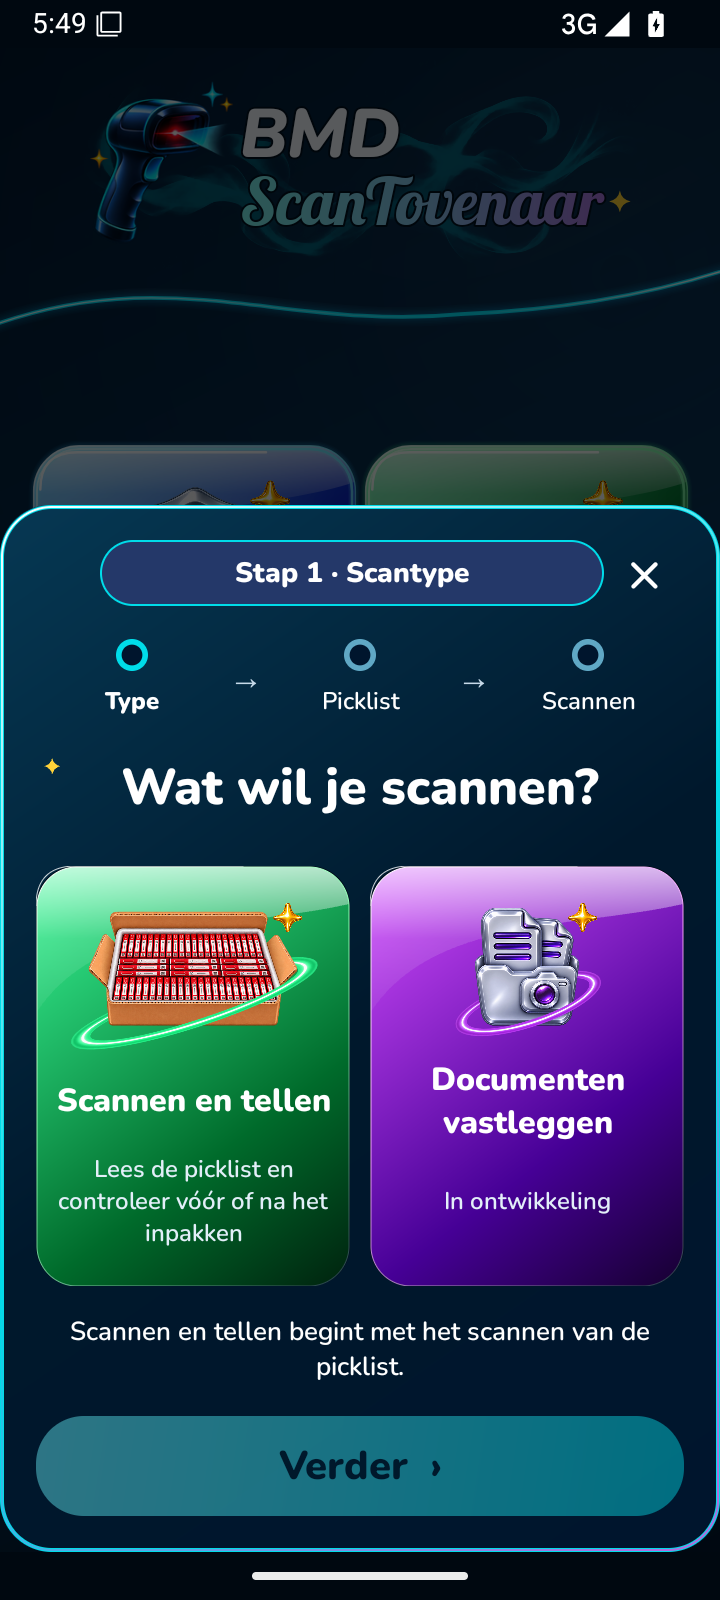 5:49
3G
BMD
ScanTovenaar
Stap 1 · Scantype
Type
→
Picklist
→
Scannen
Wat wil je scannen?
Scannen en tellen
Lees de picklist en
controleer vóór of na het
inpakken
Documenten
vastleggen
In ontwikkeling
Scannen en tellen begint met het scannen van de
picklist.
Verder ›